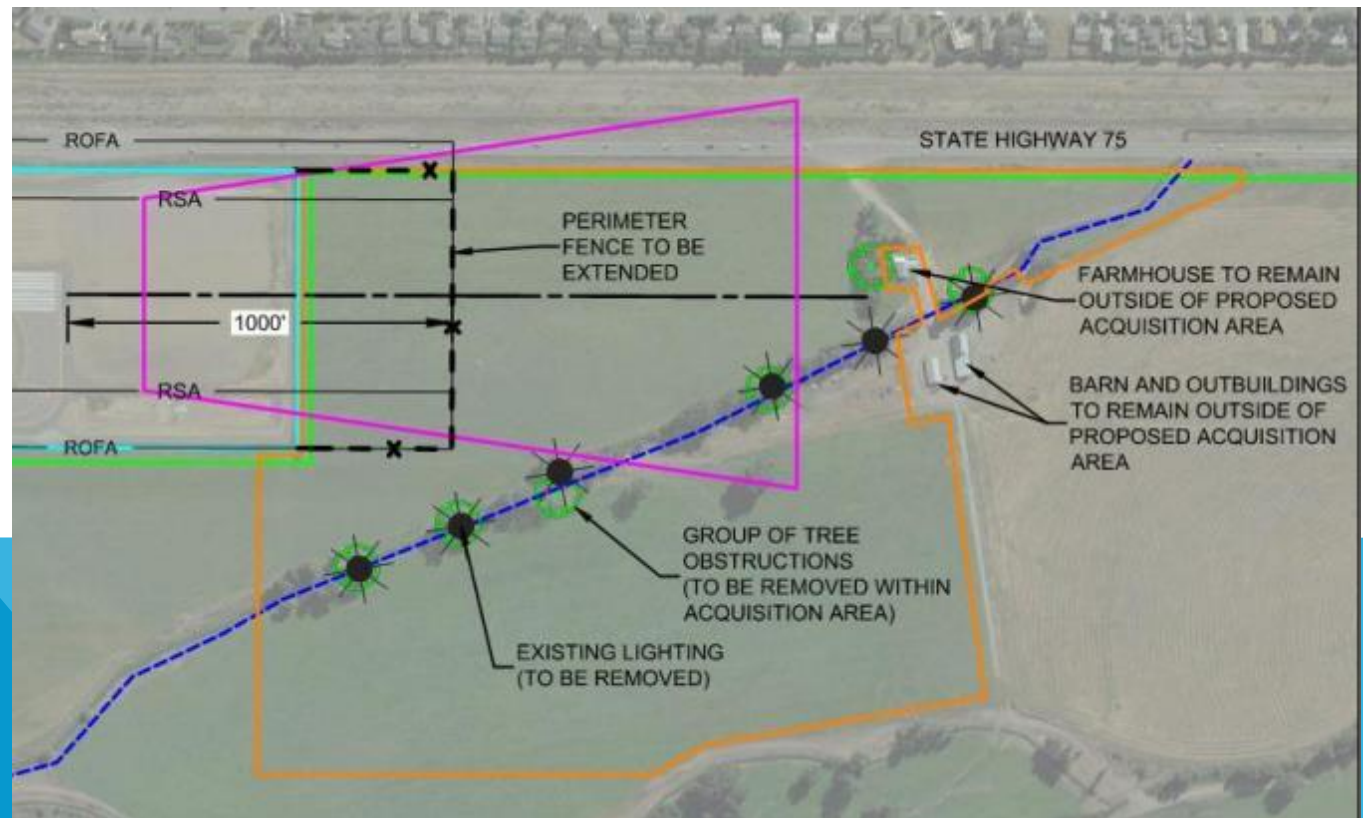 ROFA
STATE HIGHWAY 75
RSA
PERIMETER
FENCE TO BE
EXTENDED
FARMHOUSE TO REMAIN
OUTSIDE OF PROPOSED
ACQUISITION AREA
1000'
RSA
BARN AND OUTBUILDINGS
TO REMAIN OUTSIDE OF
PROPOSED ACQUISITION
AREA
ROFA
GROUP OF TREE
OBSTRUCTIONS
(TO BE REMOVED WITHIN
ACQUISITION AREA)
EXISTING LIGHTING
(TO BE REMOVED)